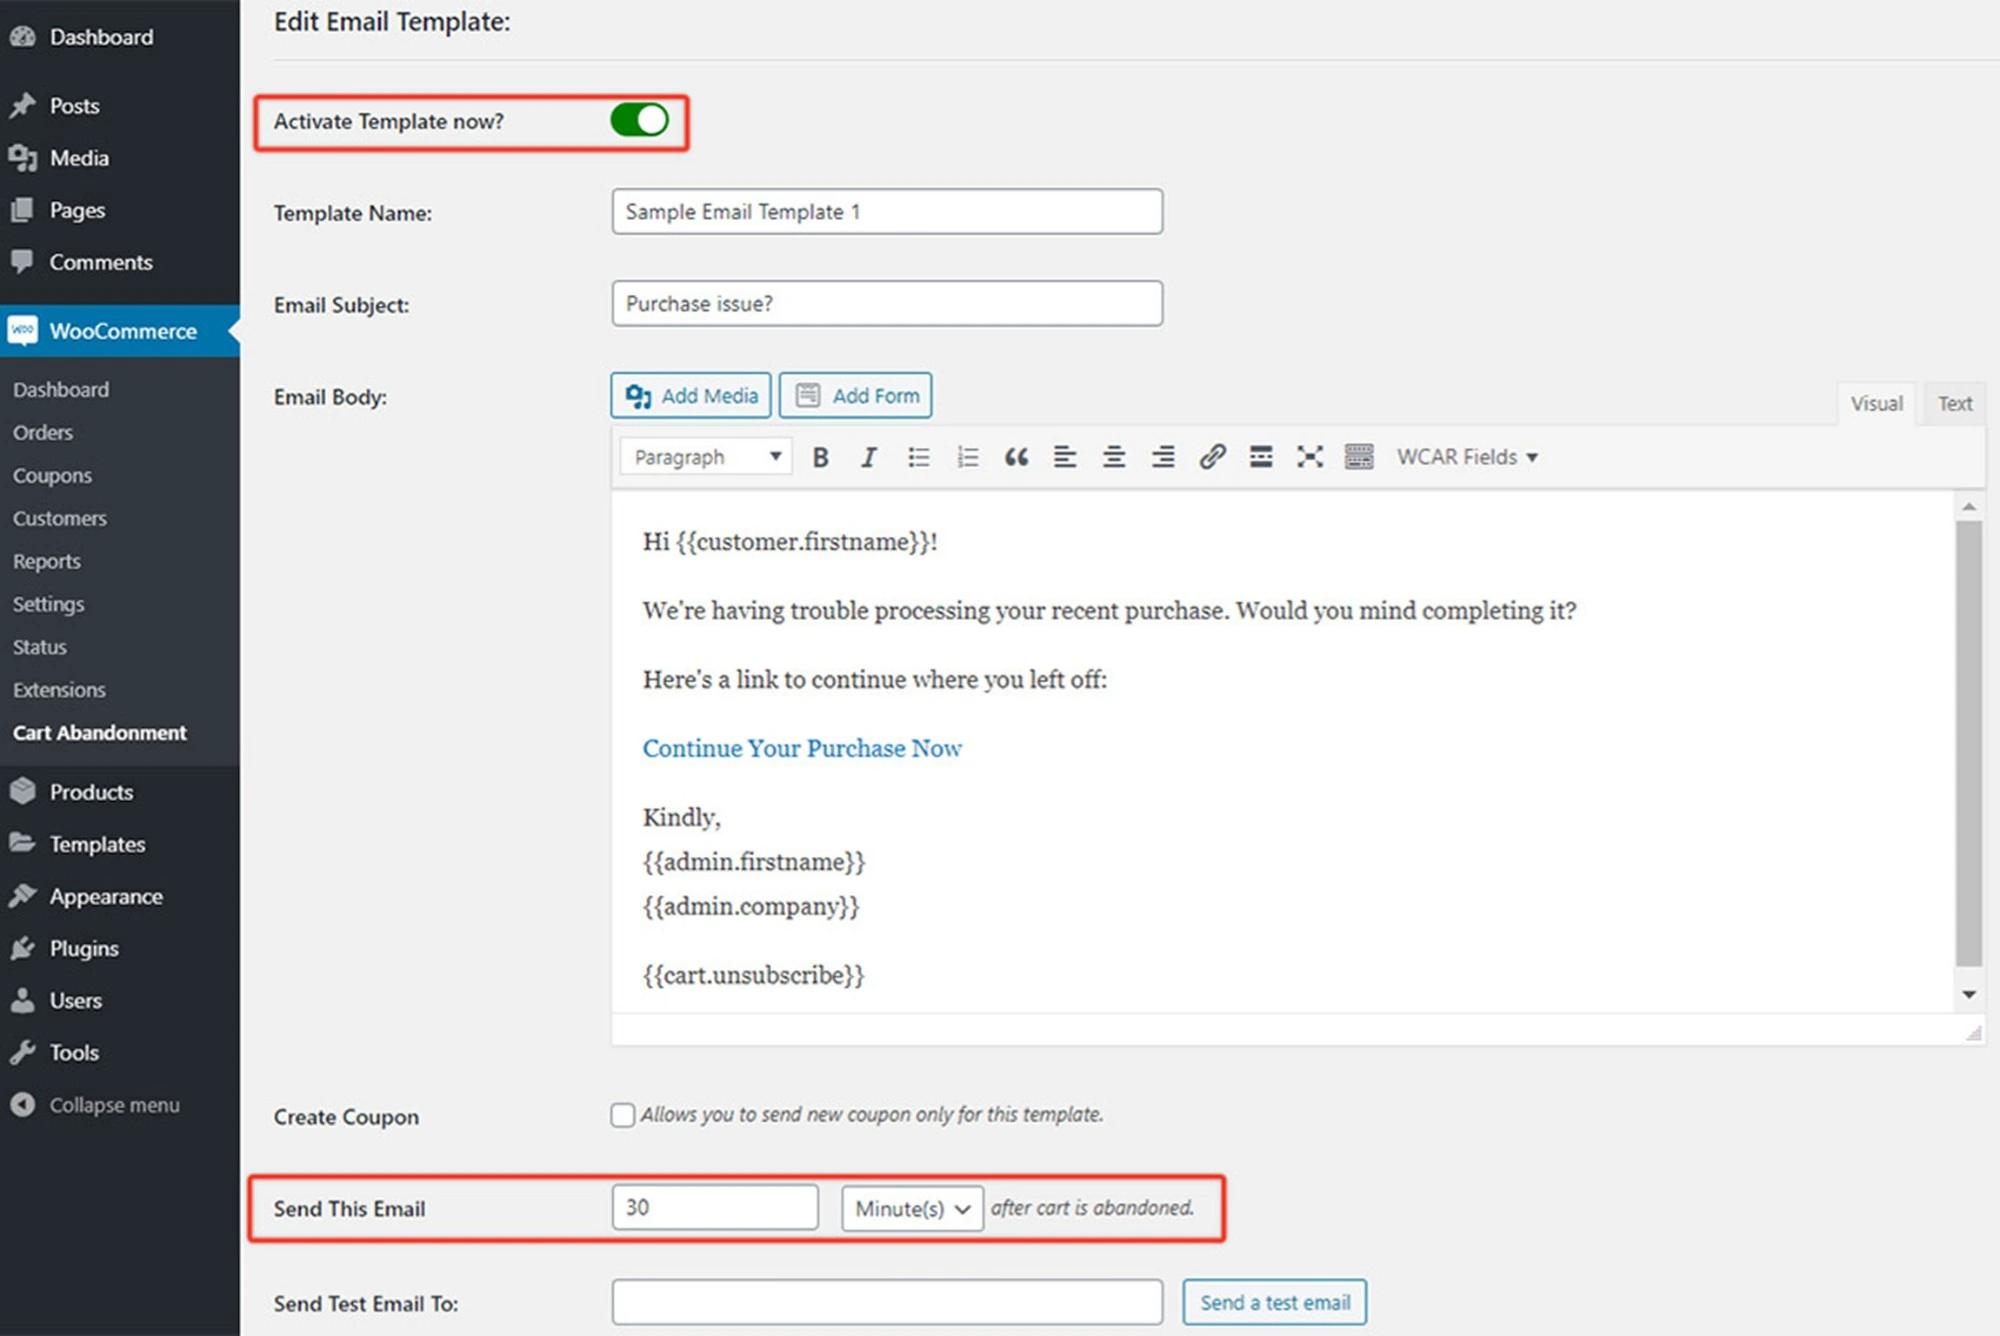 Dashboard
Posts
Media
Pages
Comments
woo WooCommerce
Dashboard
Orders
Coupons
Customers
Reports
Settings
Status
Extensions
Cart Abandonment
Products
Templates
Appearance
Plugins
Users
Tools
Collapse menu
Edit Email Template:
Activate Template now?
Template Name: Sample Email Template 1
Email Subject: Purchase issue?
Email Body: Add Media Add Form Visual Text
Paragraph B I WCAR Fields
Hi {{customer.firstname}}!
We're having trouble processing your recent purchase. Would you mind completing it?
Here's a link to continue where you left off:
Continue Your Purchase Now
Kindly,
{{admin.firstname}}
{{admin.company}}
{{cart.unsubscribe}}
Create Coupon Allows you to send new coupon only for this template.
Send This Email 30 Minute(s) after cart is abandoned.
Send Test Email To: Send a test email